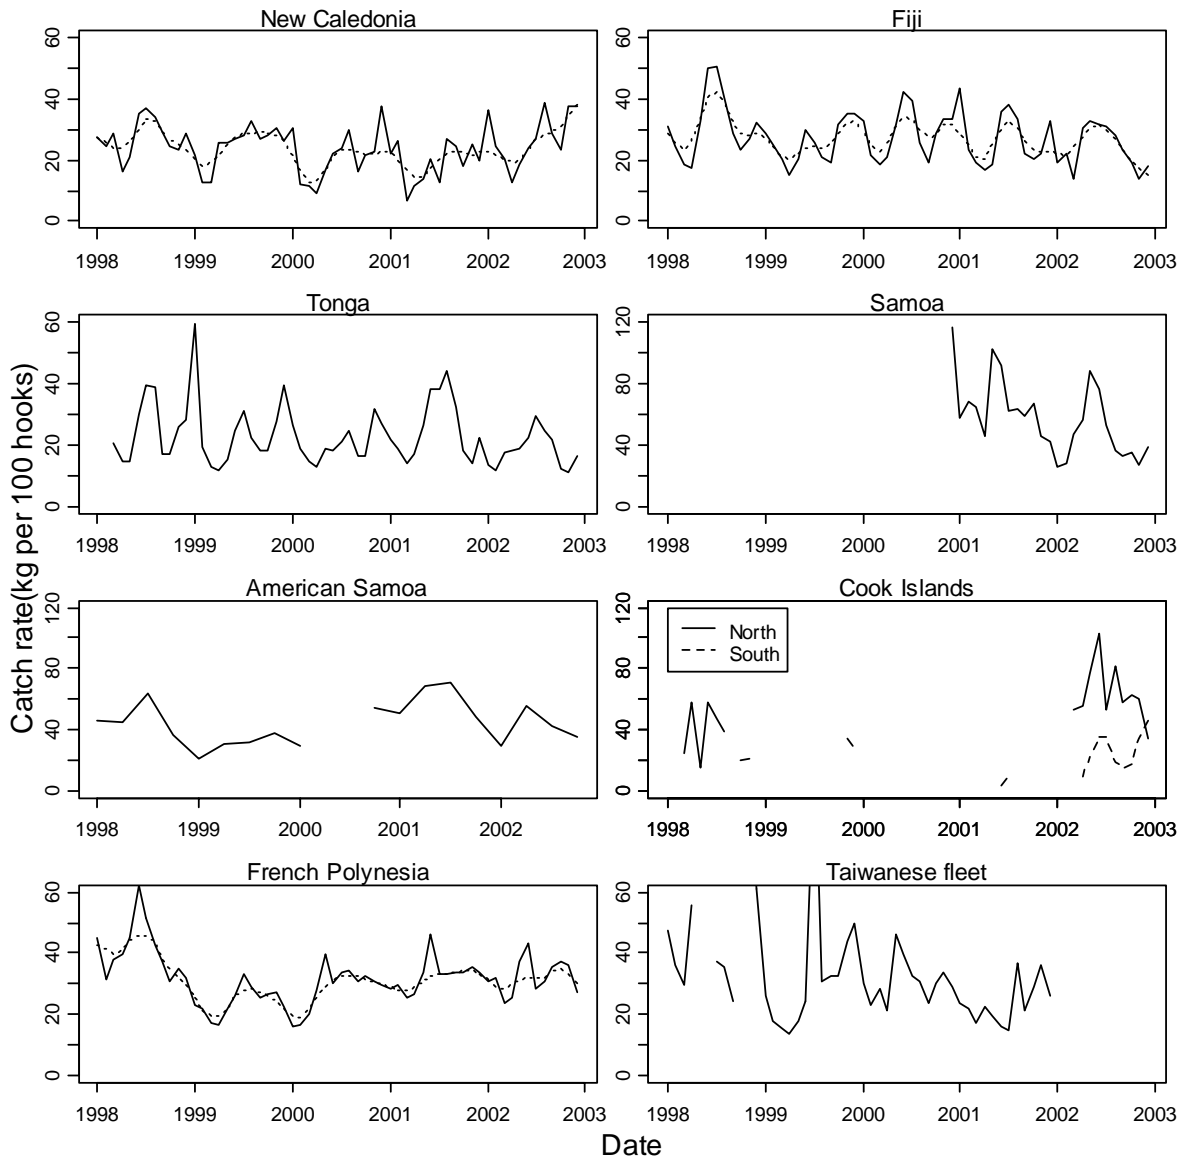 New Caledonia
Fiji
0 20 40 60
0 20 40 60
1998 1999 2000 2001 2002 2003
1998 1999 2000 2001 2002 2003
Tonga
Samoa
0 20 40 60
0 40 80 120
1998 1999 2000 2001 2002 2003
1998 1999 2000 2001 2002 2003
Catch rate(kg per 100 hooks)
American Samoa
Cook Islands
0 40 80 120
0 40 80 120
North
South
1998 1999 2000 2001 2002
1998 1999 2000 2001 2002 2003
French Polynesia
Taiwanese fleet
0 20 40 60
0 20 40 60
1998 1999 2000 2001 2002 2003
1998 1999 2000 2001 2002 2003
Date